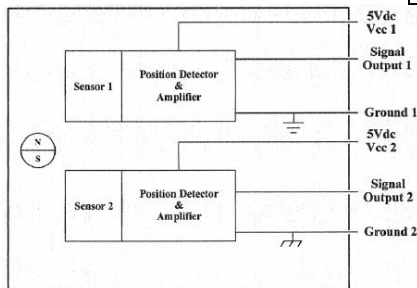 5Vdc
Vcc 1
Signal
Output 1
Sensor 1
Position Detector
&
Amplifier
Ground 1
5Vdc
Vcc 2
N
S
Sensor 2
Position Detector
&
Amplifier
Signal
Output 2
Ground 2